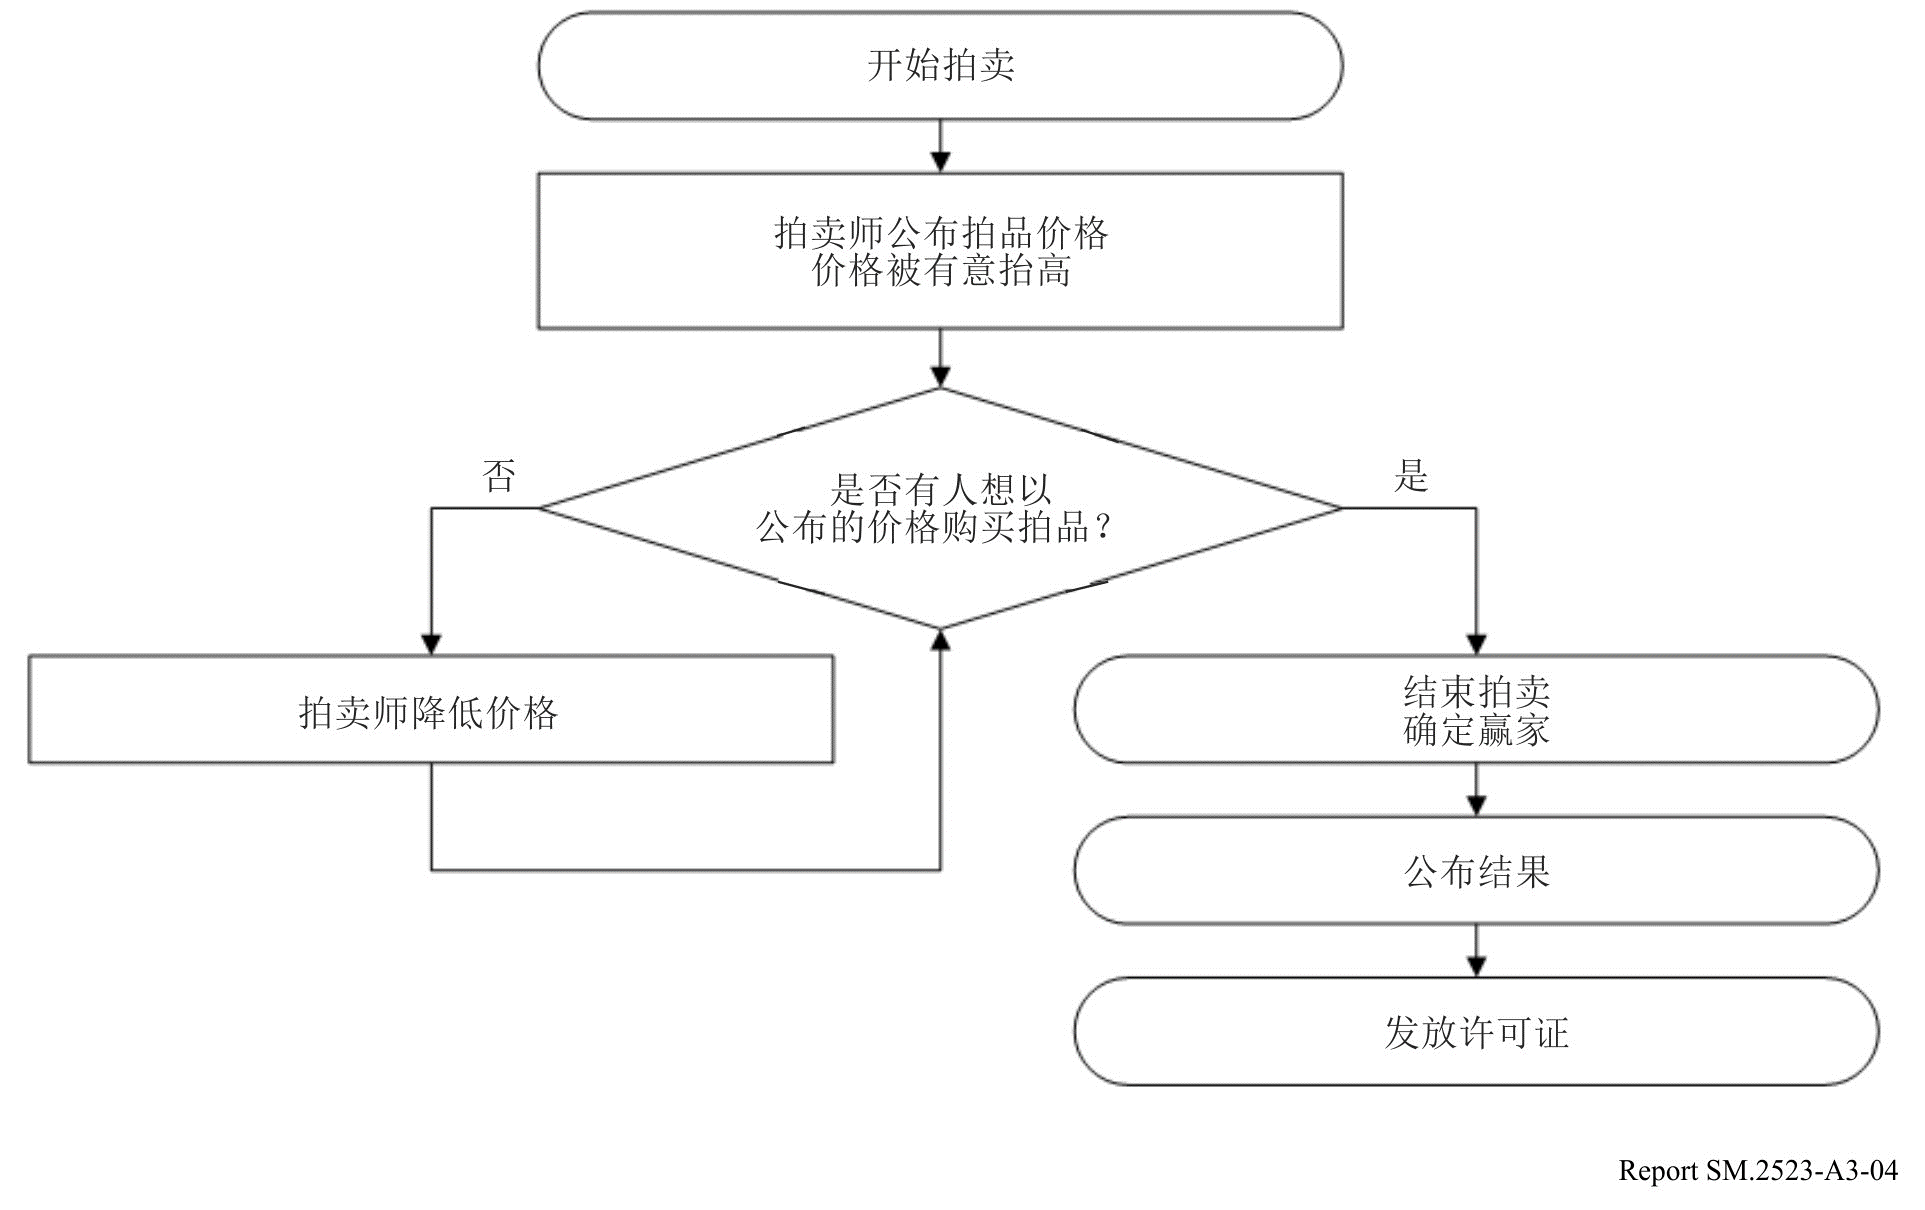 开始拍卖
拍卖师公布拍品价格
价格被有意抬高
否
是
是否有人想以
公布的价格购买拍品？
拍卖师降低价格
结束拍卖
确定赢家
公布结果
发放许可证
Report SM.2523-A3-04